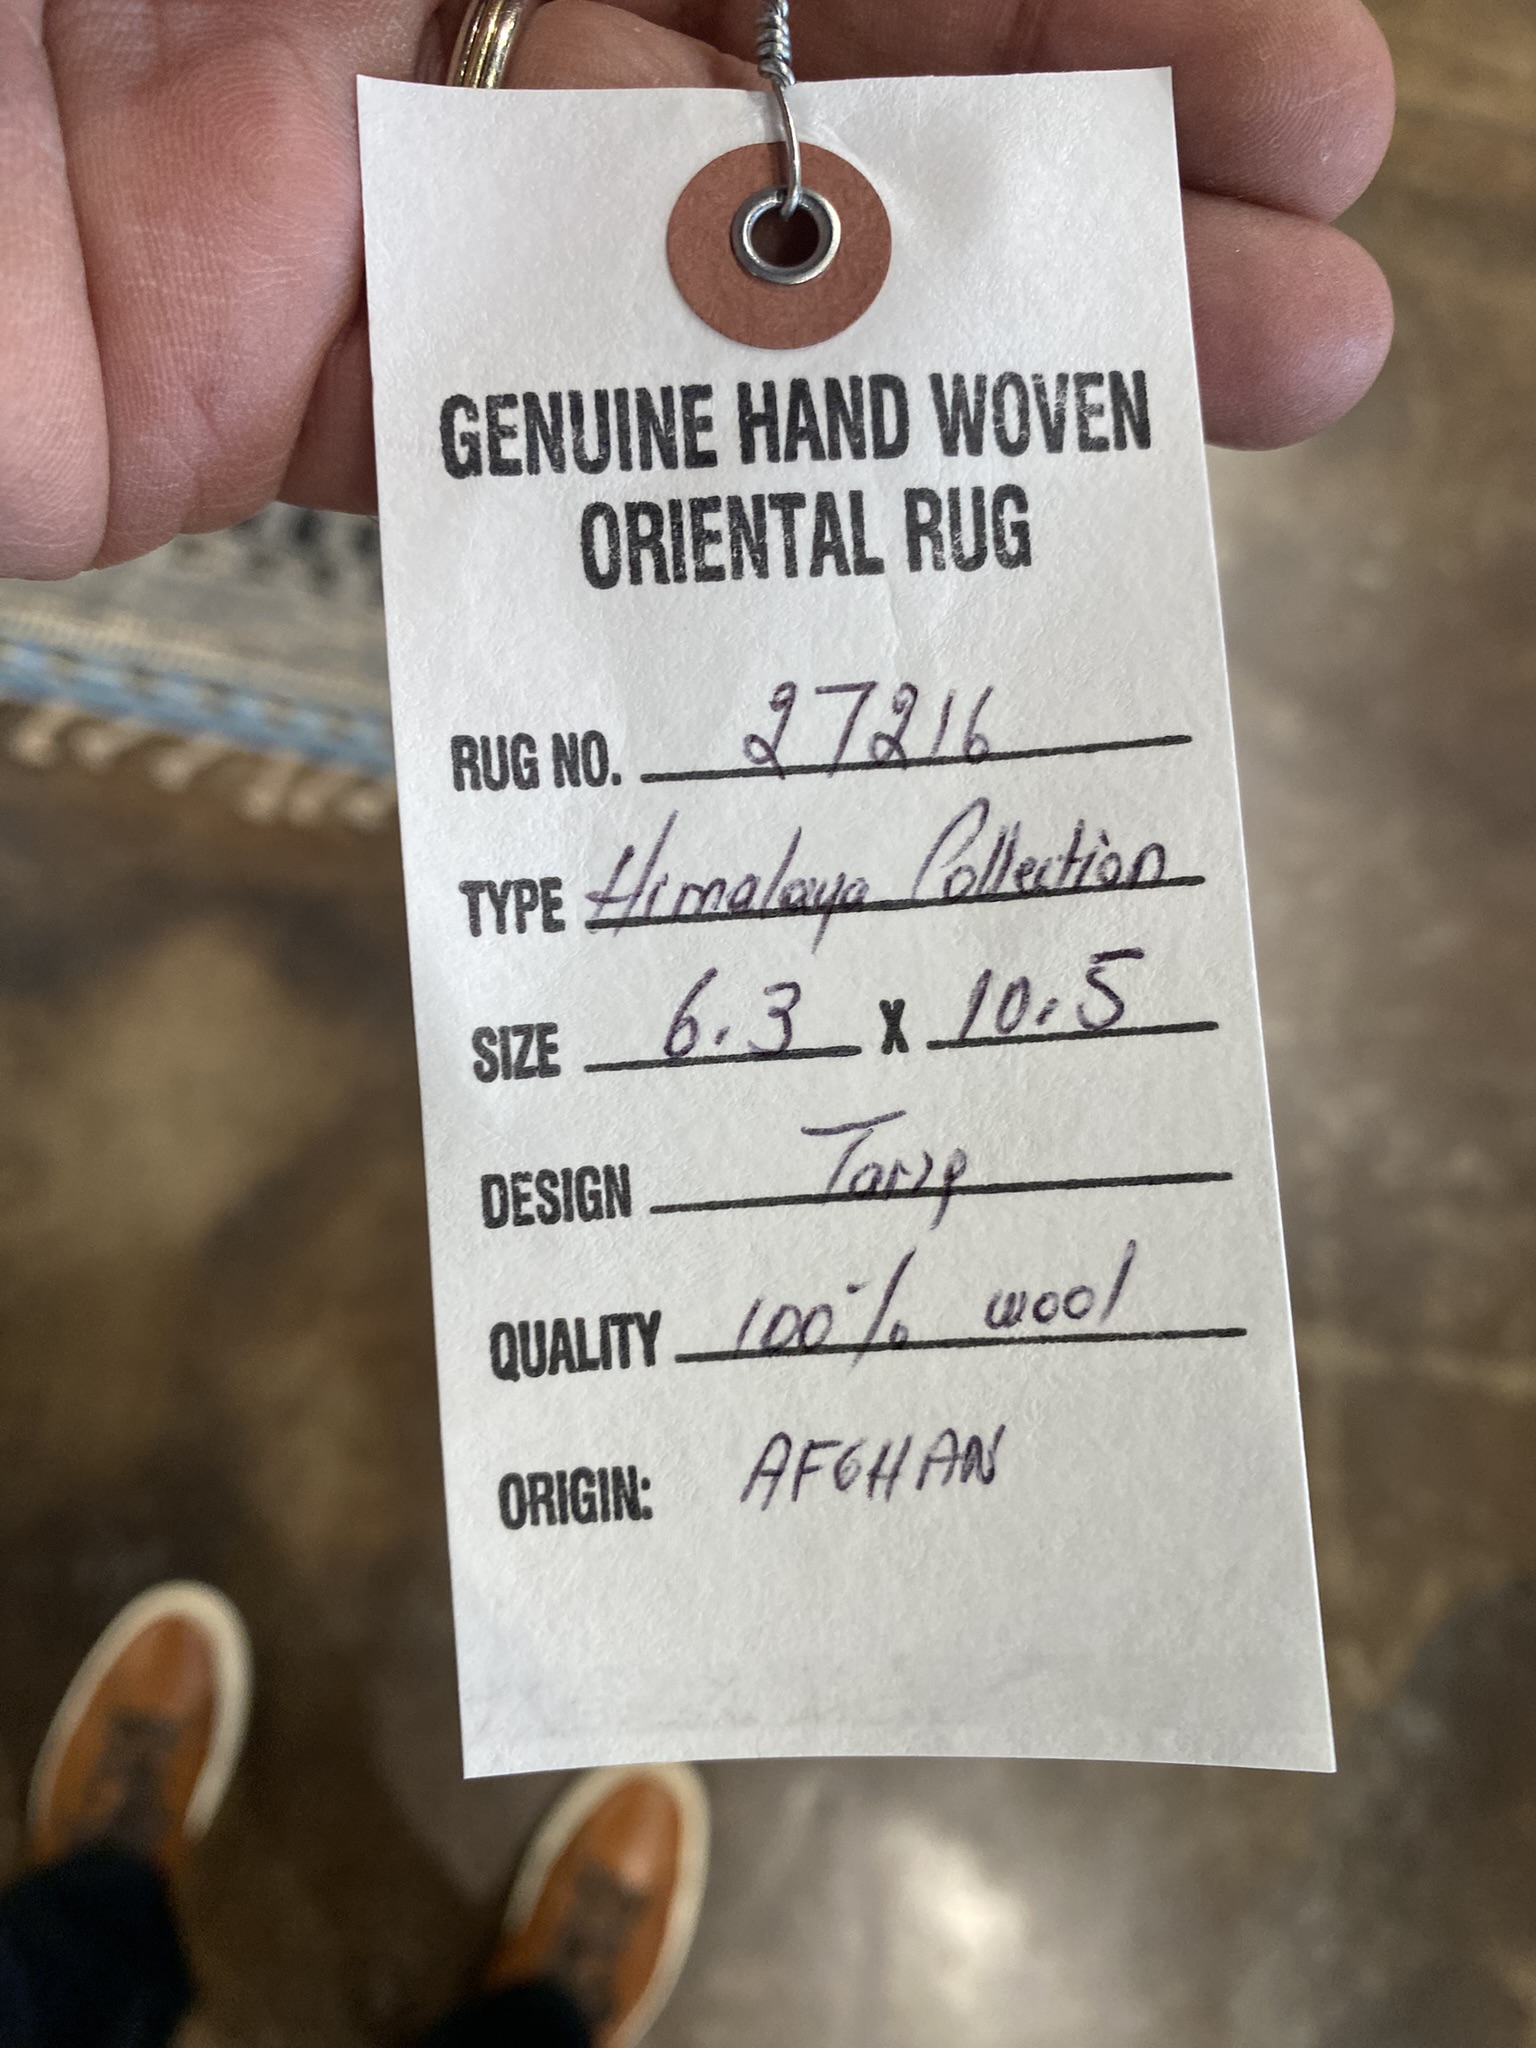 GENUINE HAND WOVEN
ORIENTAL RUG
RUG NO. 27216
TYPE Himalaya Collection
SIZE 6.3 X 10.5
DESIGN
QUALITY 100% wool
ORIGIN: AFGHAN